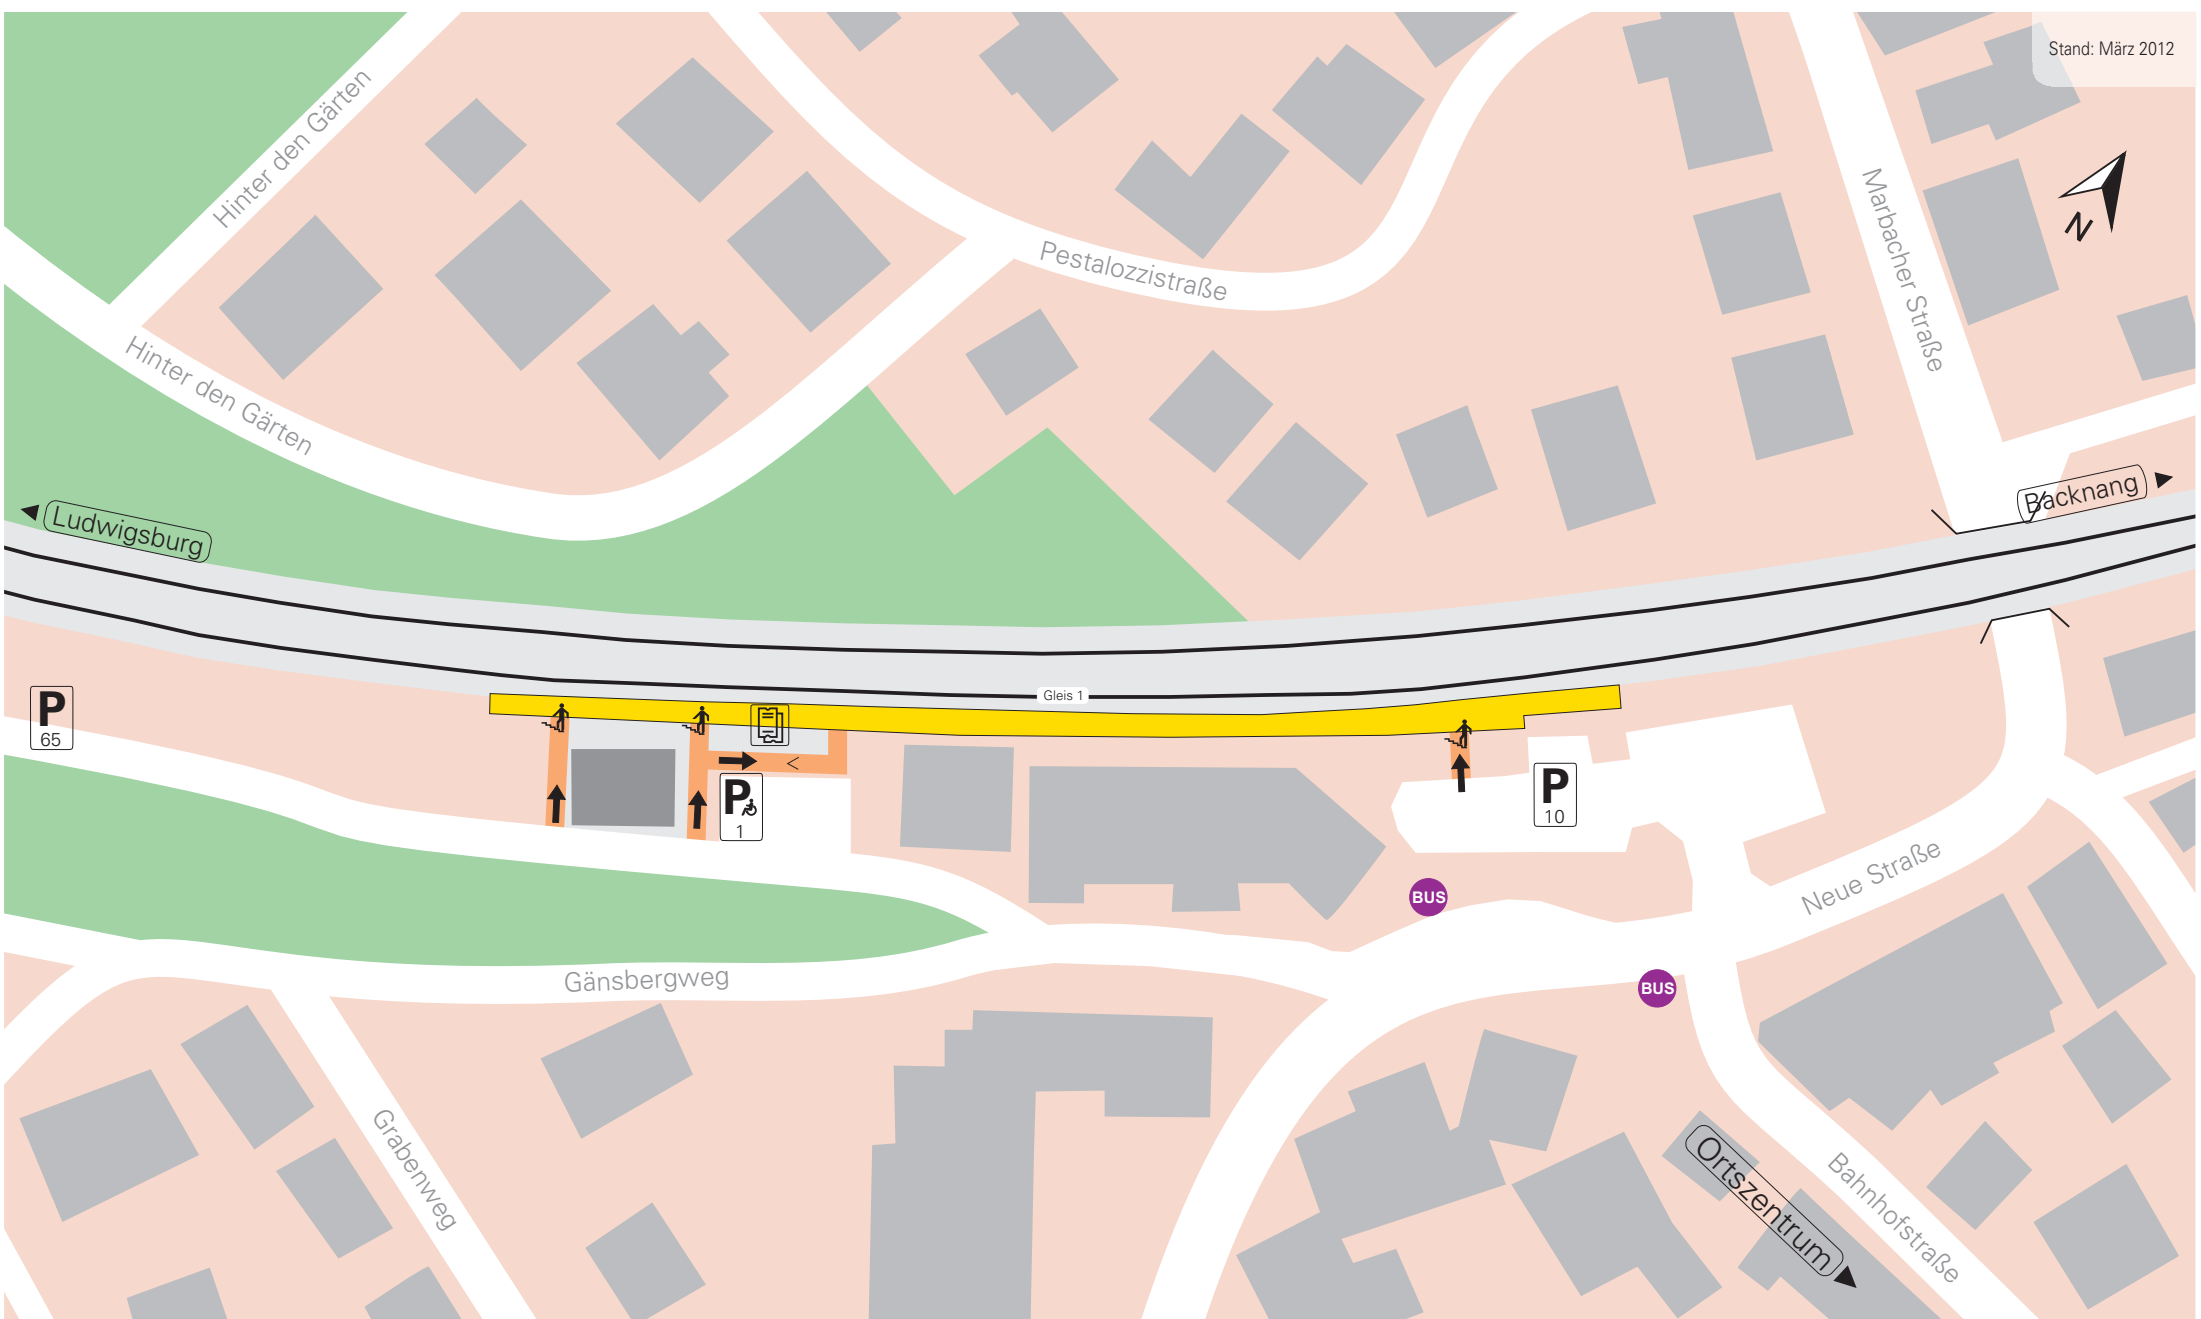 Stand: März 2012
Hinter den Gärten
N
Marbacher Straße
Pestalozzistraße
Hinter den Gärten
Backnang
Ludwigsburg
Gleis 1
P
65
P
1
P
10
BUS
Neue Straße
Gänsbergweg
BUS
Grabenweg
Ortszentrum
Bahnhofstraße